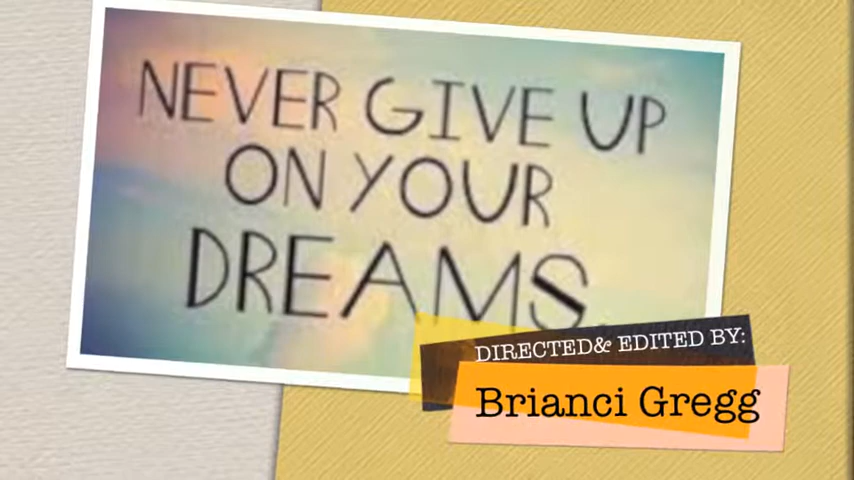 NEVER GIVE UP
ON YOUR
DREAMS
DIRECTED& EDITED BY:
Brianci Gregg